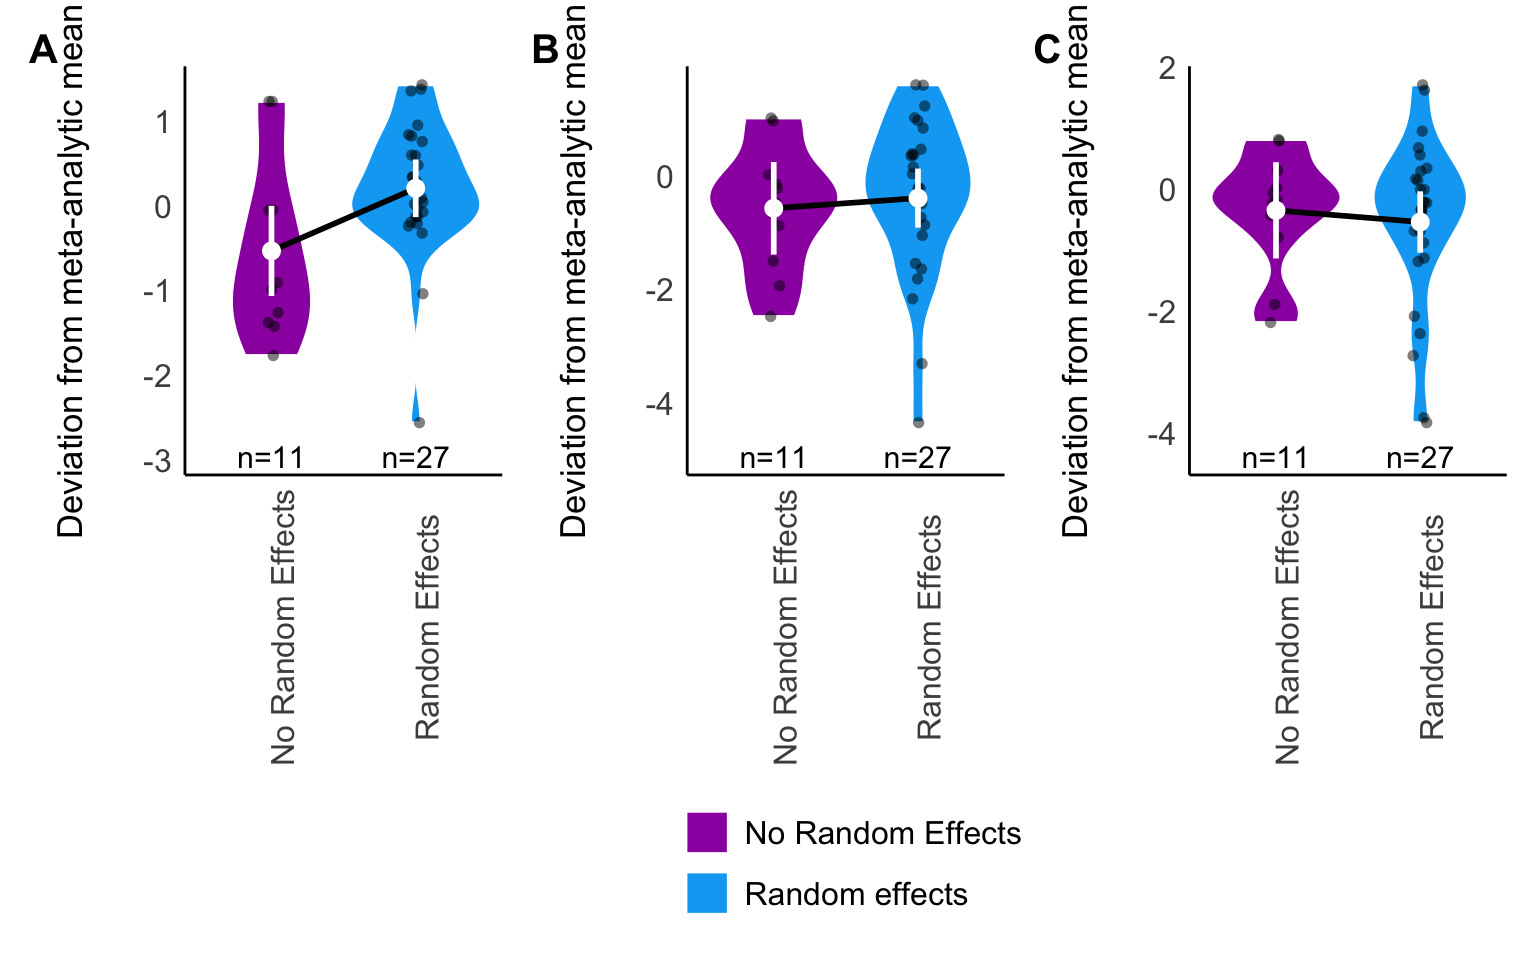 A
Deviation from meta-analytic mean
1
0
-1
-2
-3
n=11
n=27
No Random Effects
Random Effects
B
Deviation from meta-analytic mean
0
-2
-4
n=11
n=27
No Random Effects
Random Effects
C
Deviation from meta-analytic mean
2
0
-2
-4
n=11
n=27
No Random Effects
Random Effects
No Random Effects
Random effects